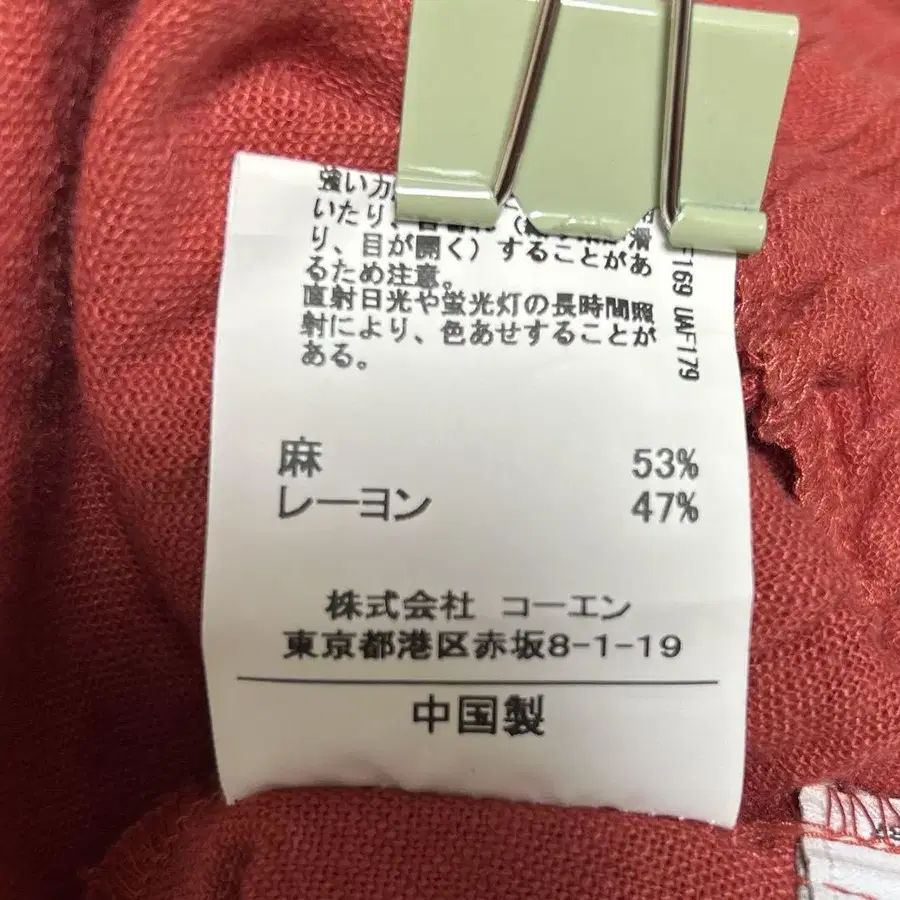 強い力
いたり、
り、目が開く）することがあ
るため注意。
直射日光や蛍光灯の長時間照
射により、色あせすることが
ある。
F169 UAF179
麻 53%
レーヨン 47%
株式会社 コーエン
東京都港区赤坂8-1-19
中国製